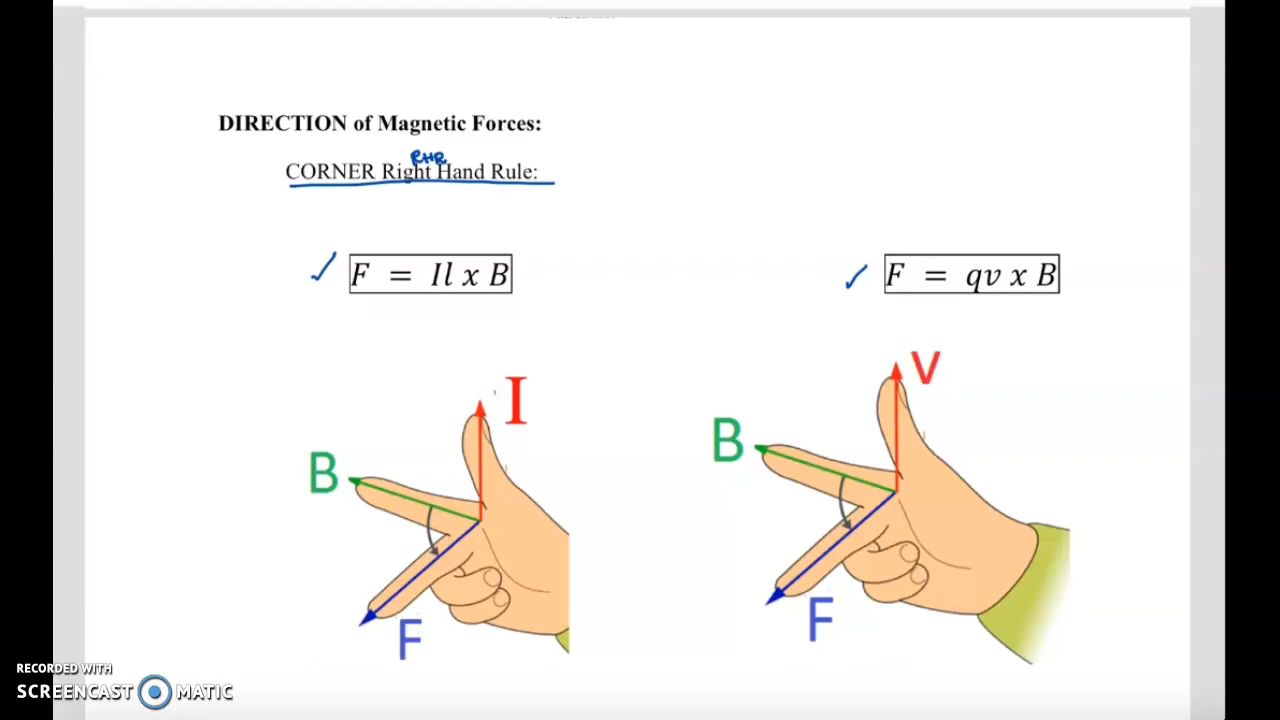 DIRECTION of Magnetic Forces:
RHR
CORNER Right Hand Rule:
F = Il x B
F = qv x B
I
B
F
V
B
F
RECORDED WITH
SCREENCAST MATIC